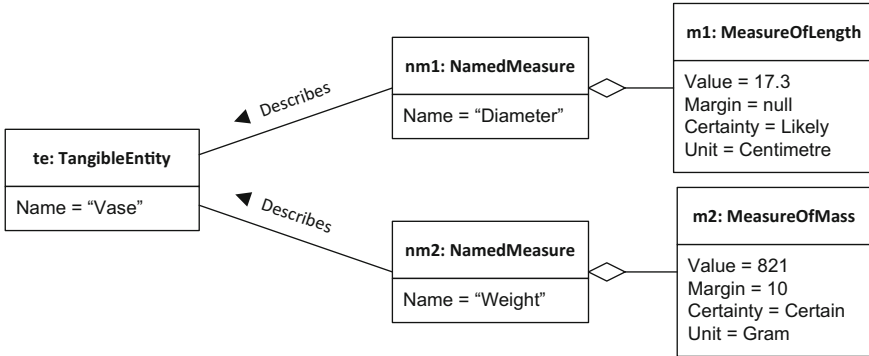 te: TangibleEntity
Name = “Vase”
Describes
Describes
nm1: NamedMeasure
Name = “Diameter”
nm2: NamedMeasure
Name = “Weight”
m1: MeasureOfLength
Value = 17.3
Margin = null
Certainty = Likely
Unit = Centimetre
m2: MeasureOfMass
Value = 821
Margin = 10
Certainty = Certain
Unit = Gram